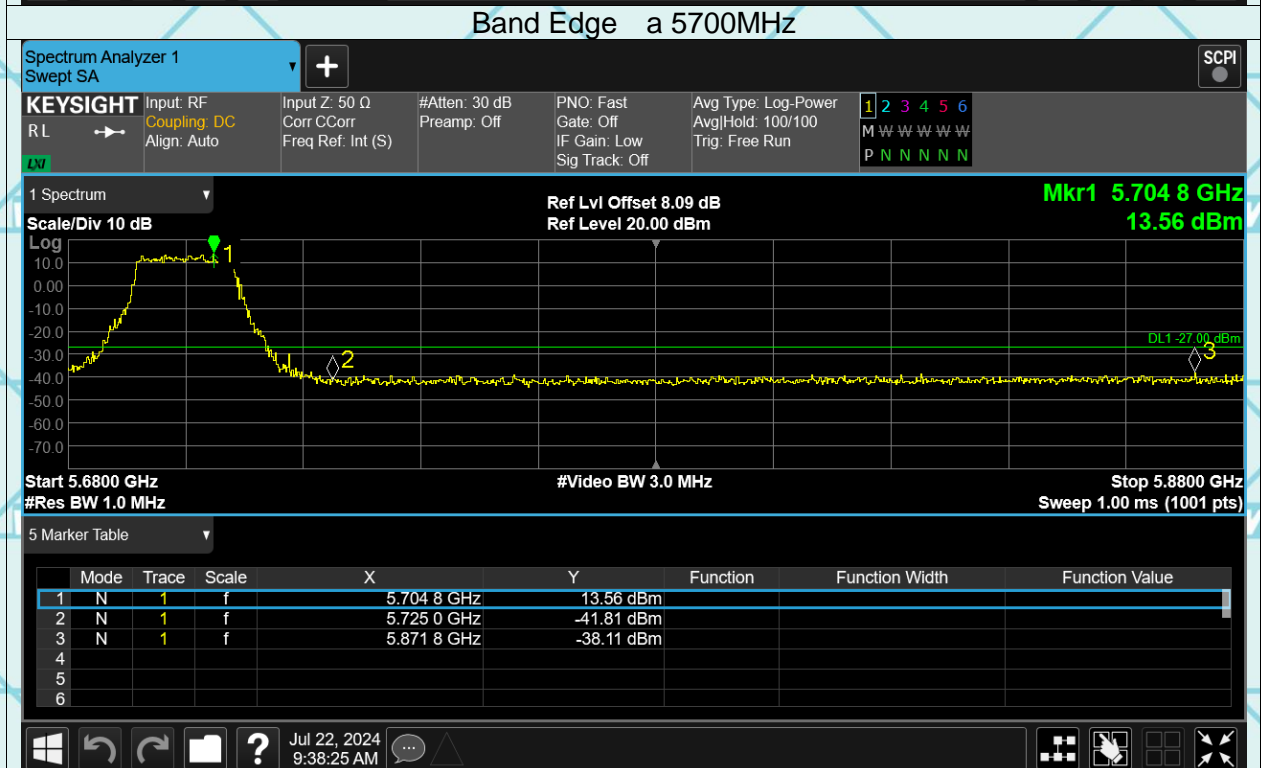 Band Edge a 5700MHz
Spectrum Analyzer 1
Swept SA
+
SCPI
KEYSIGHT
R L
LXI
Input: RF
Coupling: DC
Align: Auto
Input Z: 50 Ω
Corr CCorr
Freq Ref: Int (S)
#Atten: 30 dB
Preamp: Off
PNO: Fast
Gate: Off
IF Gain: Low
Sig Track: Off
Avg Type: Log-Power
Avg|Hold: 100/100
Trig: Free Run
1 2 3 4 5 6
M W W W W W
P N N N N N
1 Spectrum
Scale/Div 10 dB
Ref Lvl Offset 8.09 dB
Ref Level 20.00 dBm
Mkr1 5.704 8 GHz
13.56 dBm
Log
10.0
0.00
-10.0
-20.0
-30.0
-40.0
-50.0
-60.0
-70.0
1
2
3
DL1 -27.00 dBm
Start 5.6800 GHz
#Res BW 1.0 MHz
#Video BW 3.0 MHz
Stop 5.8800 GHz
Sweep 1.00 ms (1001 pts)
5 Marker Table
Mode Trace Scale X Y Function Function Width Function Value
1 N 1 f 5.704 8 GHz 13.56 dBm
2 N 1 f 5.725 0 GHz -41.81 dBm
3 N 1 f 5.871 8 GHz -38.11 dBm
4
5
6
?
Jul 22, 2024
9:38:25 AM